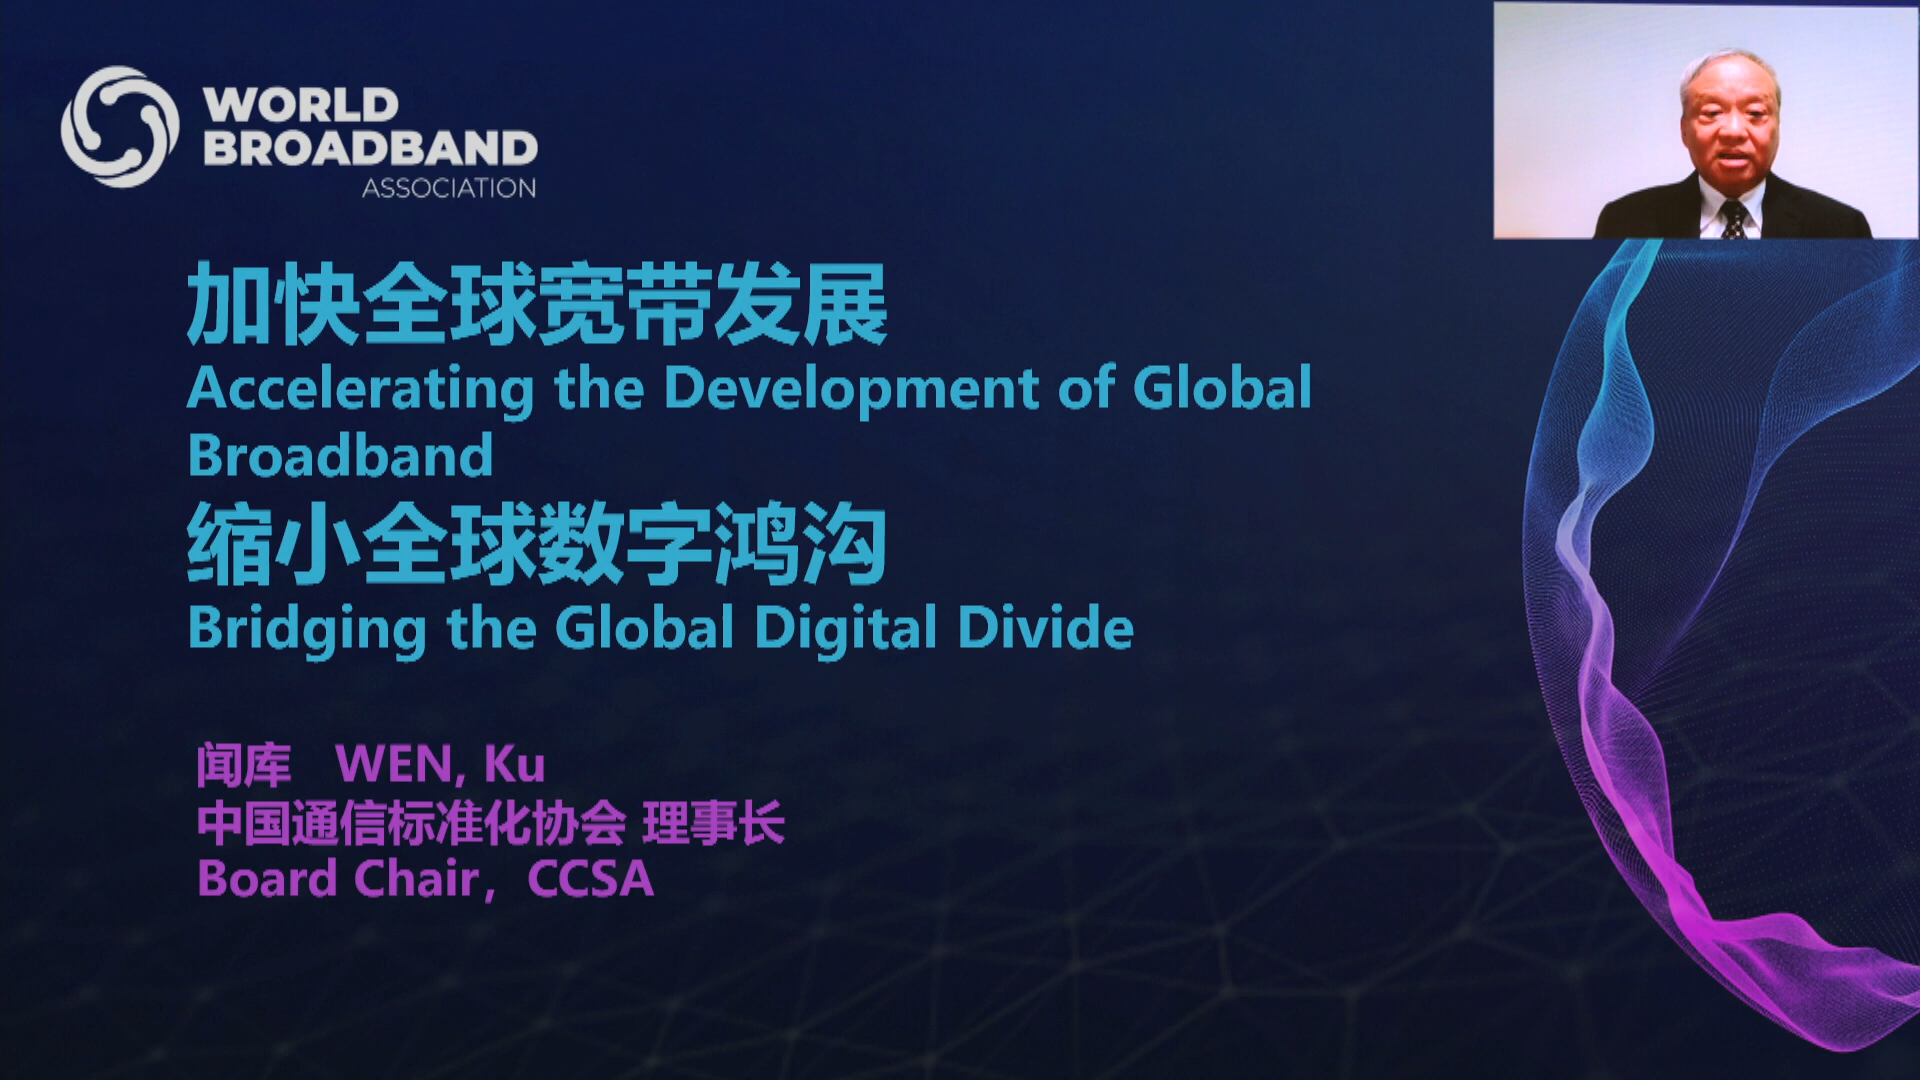 WORLD
BROADBAND
ASSOCIATION
加快全球宽带发展
Accelerating the Development of Global
Broadband
缩小全球数字鸿沟
Bridging the Global Digital Divide
闻库 WEN, Ku
中国通信标准化协会 理事长
Board Chair，CCSA